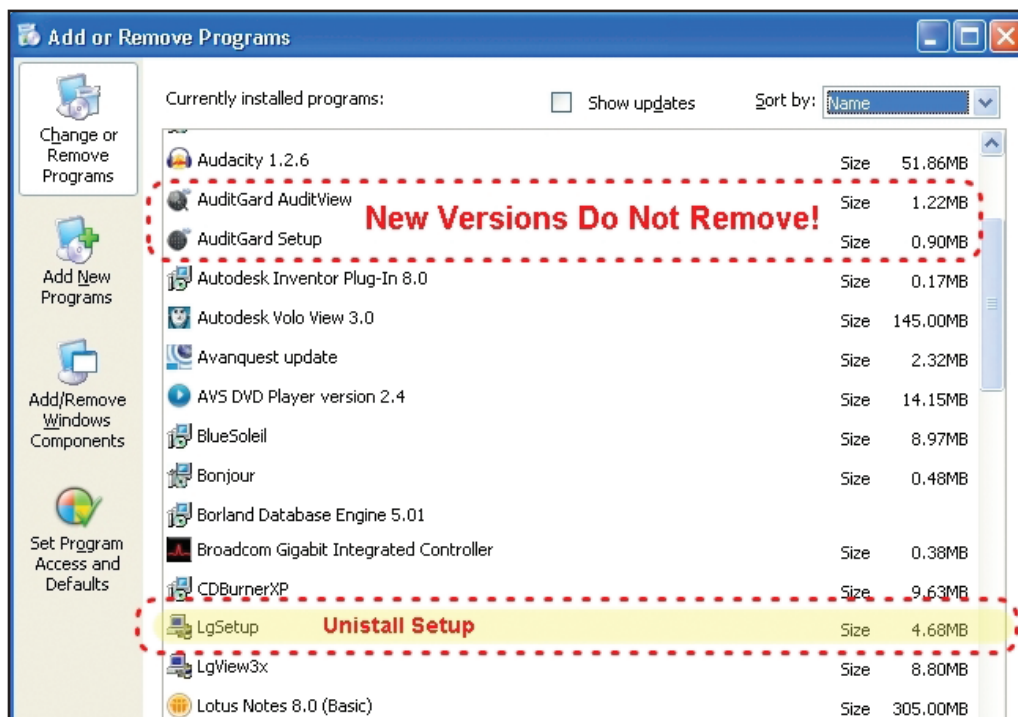 Add or Remove Programs
Currently installed programs:
Show updates
Sort by:
Name
Change or
Remove
Programs
Add New
Programs
Add/Remove
Windows
Components
Set Program
Access and
Defaults
Audacity 1.2.6 Size 51.86MB
AuditGard AuditView Size 1.22MB
New Versions Do Not Remove!
AuditGard Setup Size 0.90MB
Autodesk Inventor Plug-In 8.0 Size 0.17MB
Autodesk Volo View 3.0 Size 145.00MB
Avanquest update Size 2.32MB
AVS DVD Player version 2.4 Size 14.15MB
BlueSoleil Size 8.97MB
Bonjour Size 0.48MB
Borland Database Engine 5.01
Broadcom Gigabit Integrated Controller Size 0.38MB
CDBurnerXP Size 9.63MB
LgSetup Unistall Setup Size 4.68MB
LgView3x Size 8.80MB
Lotus Notes 8.0 (Basic) Size 305.00MB